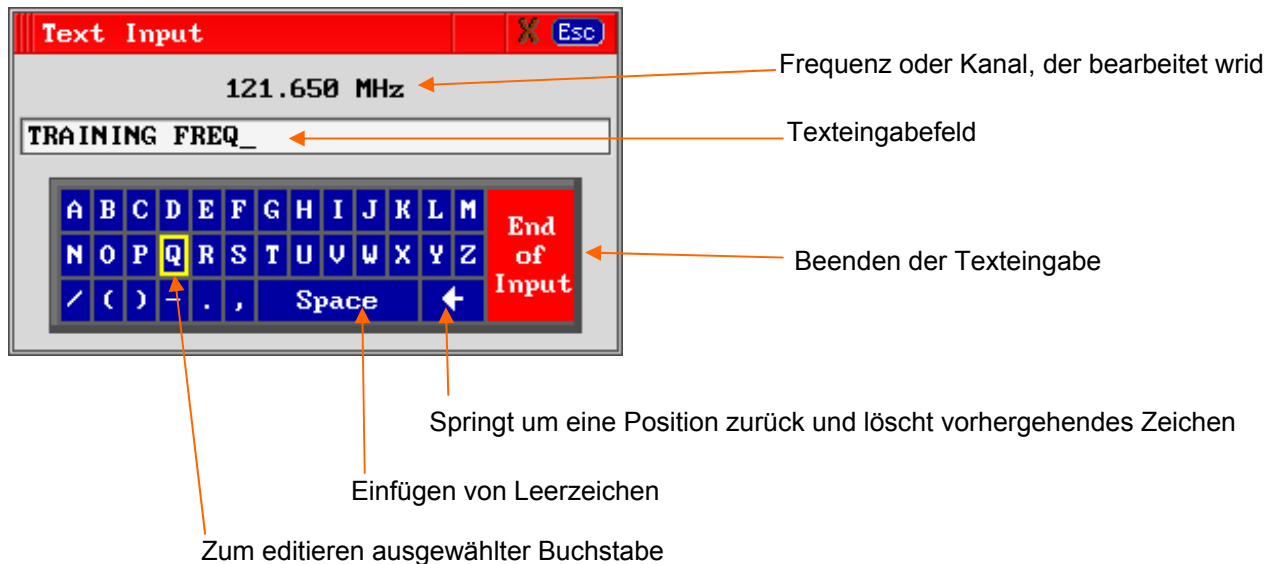 Text Input X Esc
121.650 MHz
Frequenz oder Kanal, der bearbeitet wrid
TRAINING FREQ_
Texteingabefeld
A B C D E F G H I J K L M
N O P Q R S T U V W X Y Z
/ ( ) - . , Space ←
End
of
Input
Beenden der Texteingabe
Springt um eine Position zurück und löscht vorhergehendes Zeichen
Einfügen von Leerzeichen
Zum editieren ausgewählter Buchstabe